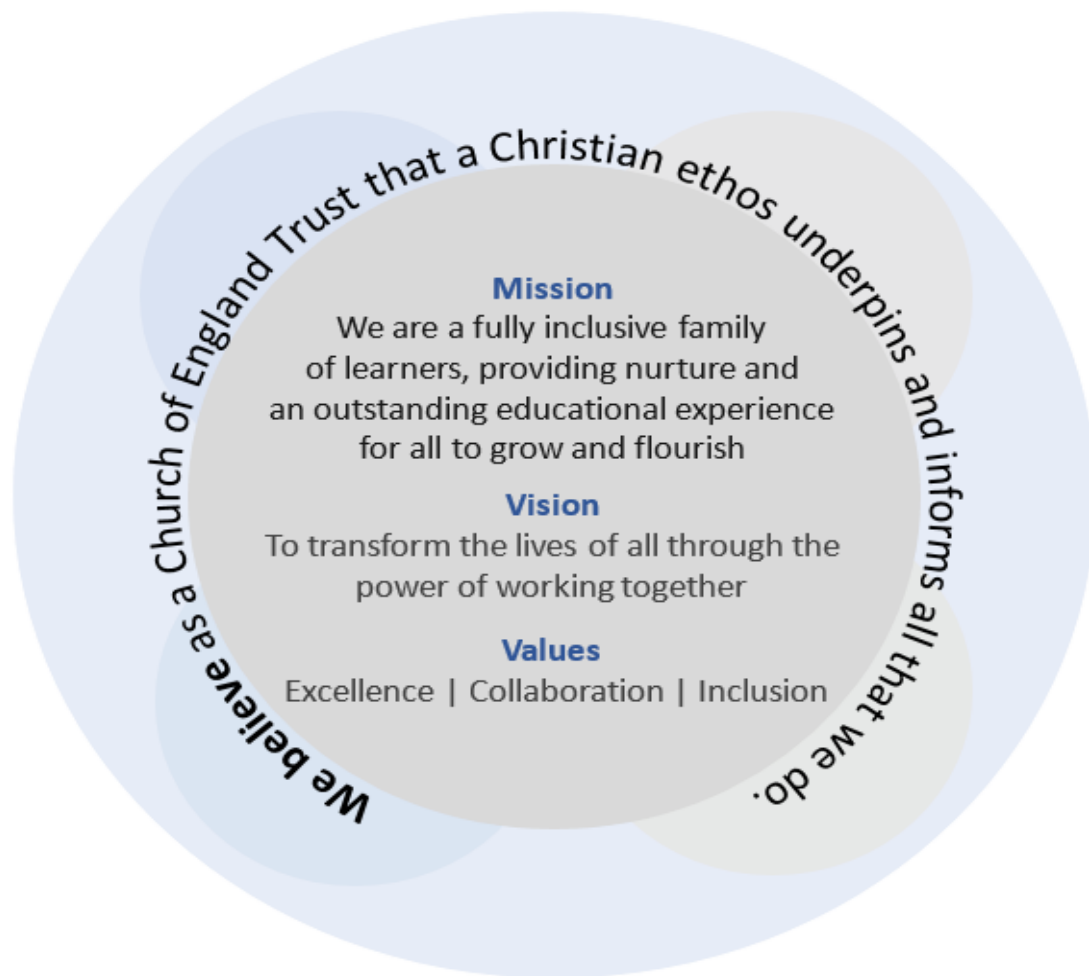 We believe as a Church of England Trust that a Christian ethos underpins and informs all that we do.
Mission
We are a fully inclusive family
of learners, providing nurture and
an outstanding educational experience
for all to grow and flourish
Vision
To transform the lives of all through the
power of working together
Values
Excellence | Collaboration | Inclusion